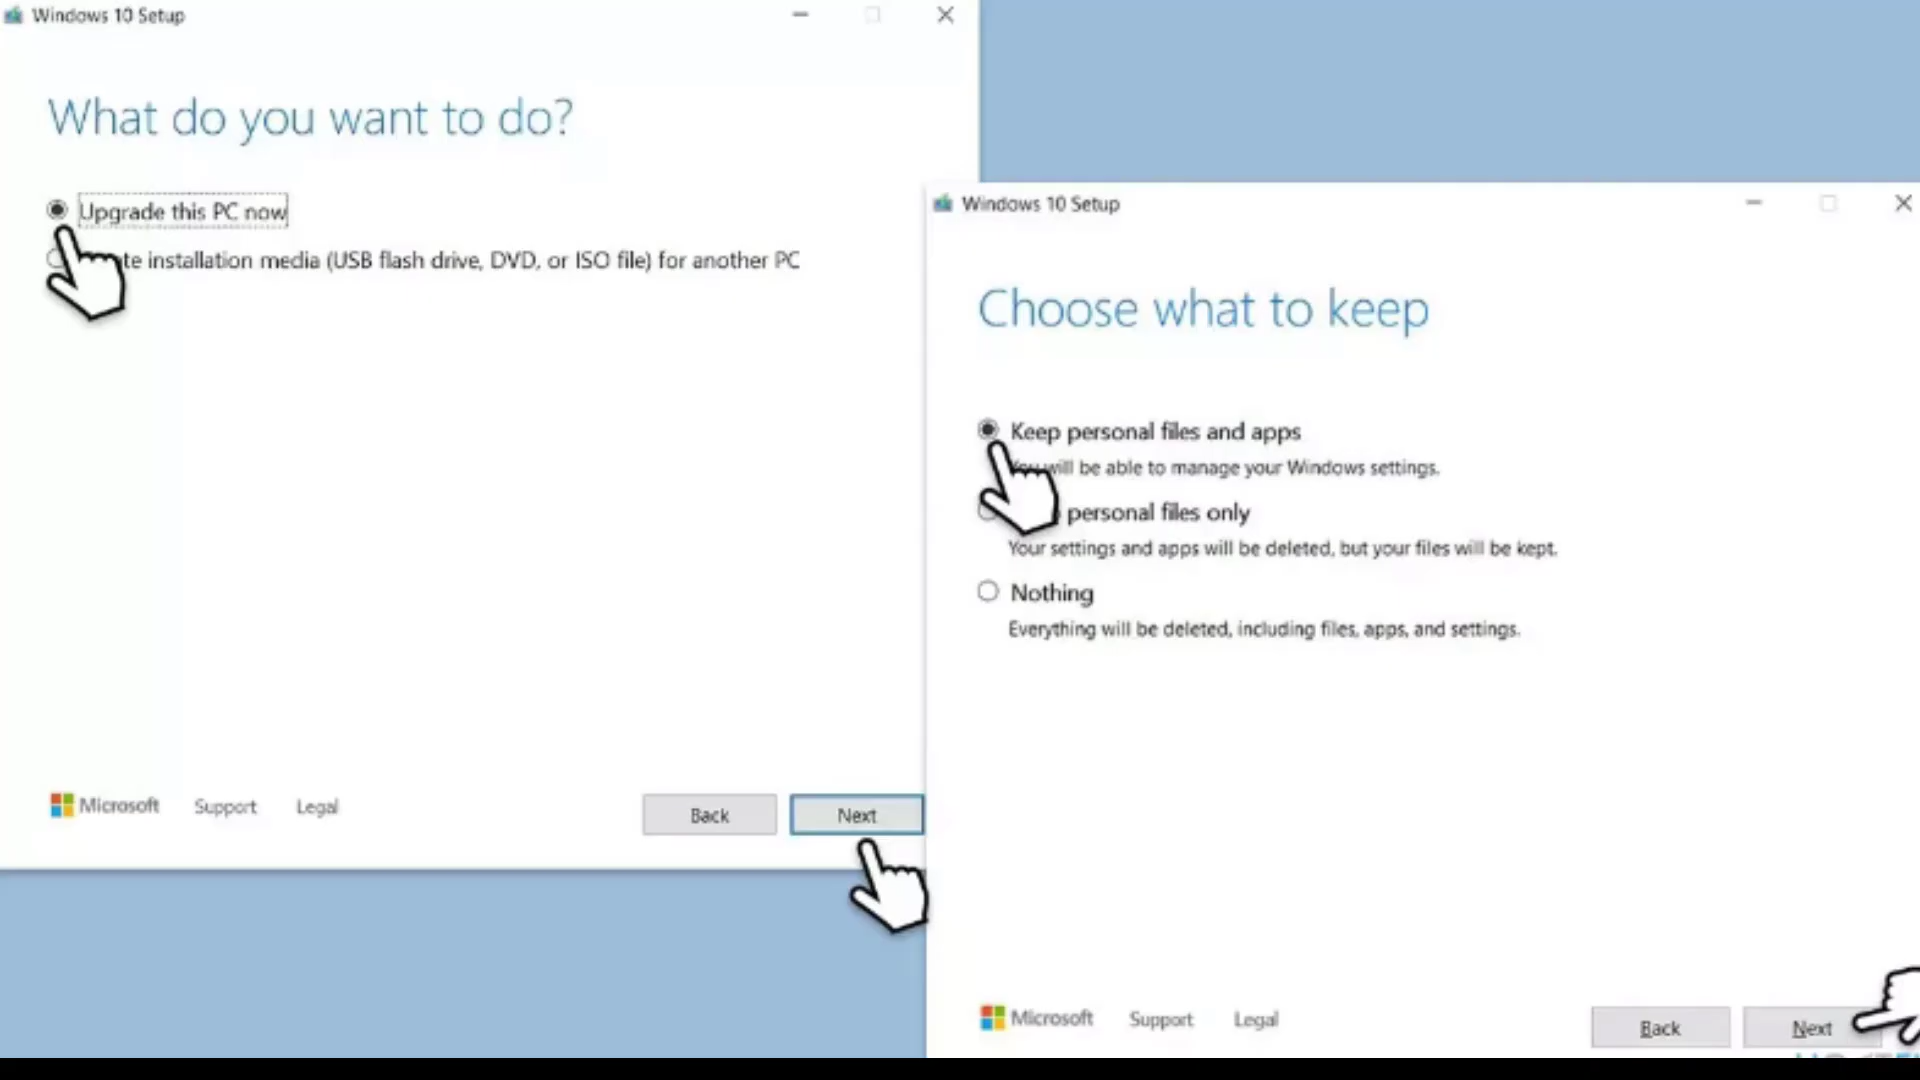 Windows 10 Setup
What do you want to do?
Upgrade this PC now
installation media (USB flash drive, DVD, or ISO file) for another PC
Microsoft
Support
Legal
Back
Next
Windows 10 Setup
Choose what to keep
Keep personal files and apps
will be able to manage your Windows settings.
personal files only
Your settings and apps will be deleted, but your files will be kept.
Nothing
Everything will be deleted, including files, apps, and settings.
Microsoft
Support
Legal
Back
Next